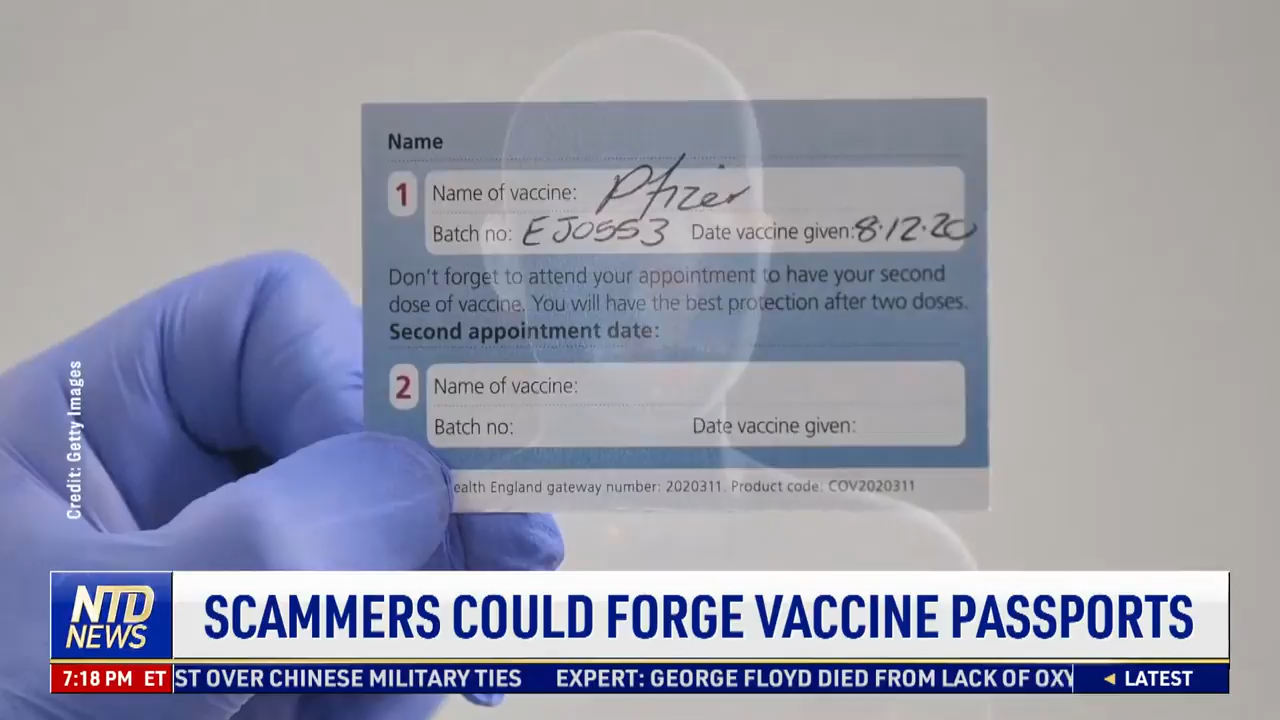 Name
1
Name of vaccine: Pfizer
Batch no: EJ0553 Date vaccine given: 8.12.20
Don't forget to attend your appointment to have your second
dose of vaccine. You will have the best protection after two doses.
Second appointment date:
2
Name of vaccine:
Batch no: Date vaccine given:
ealth England gateway number: 2020311. Product code: COV2020311
Credit: Getty Images
NTD
NEWS
SCAMMERS COULD FORGE VACCINE PASSPORTS
7:18 PM ET
ST OVER CHINESE MILITARY TIES EXPERT: GEORGE FLOYD DIED FROM LACK OF OXY
LATEST